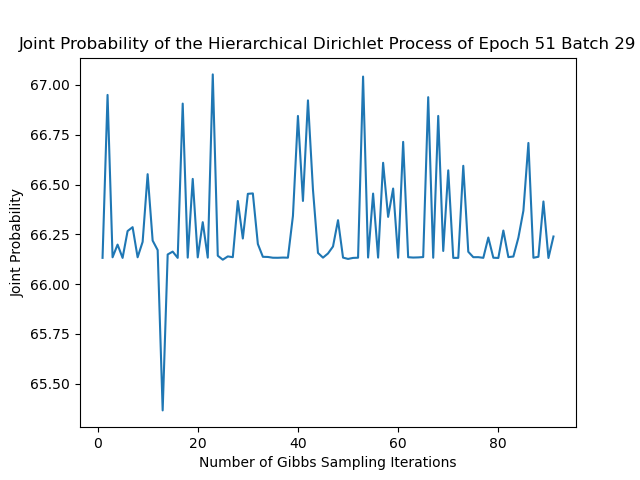 Joint Probability of the Hierarchical Dirichlet Process of Epoch 51 Batch 29
67.00
66.75
66.50
66.25
66.00
65.75
65.50
Joint Probability
0 20 40 60 80
Number of Gibbs Sampling Iterations